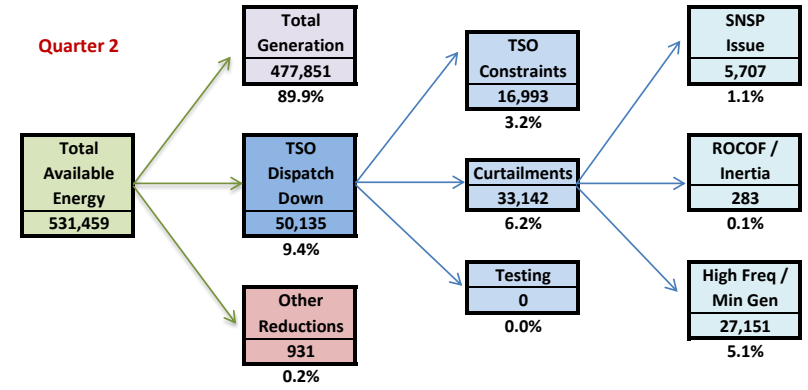 Quarter 2
Total
Generation
477,851
89.9%
Total
Available
Energy
531,459
TSO
Dispatch
Down
50,135
9.4%
Other
Reductions
931
0.2%
TSO
Constraints
16,993
3.2%
Curtailments
33,142
6.2%
Testing
0
0.0%
SNSP
Issue
5,707
1.1%
ROCOF /
Inertia
283
0.1%
High Freq /
Min Gen
27,151
5.1%